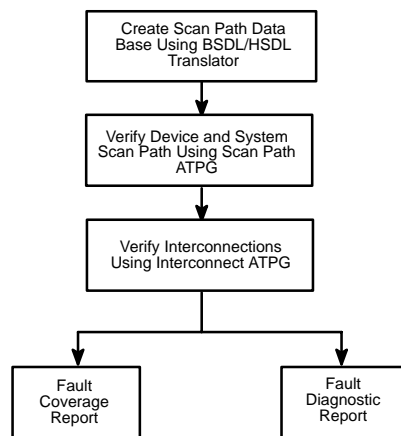 Create Scan Path Data
Base Using BSDL/HSDL
Translator
Verify Device and System
Scan Path Using Scan Path
ATPG
Verify Interconnections
Using Interconnect ATPG
Fault
Coverage
Report
Fault
Diagnostic
Report